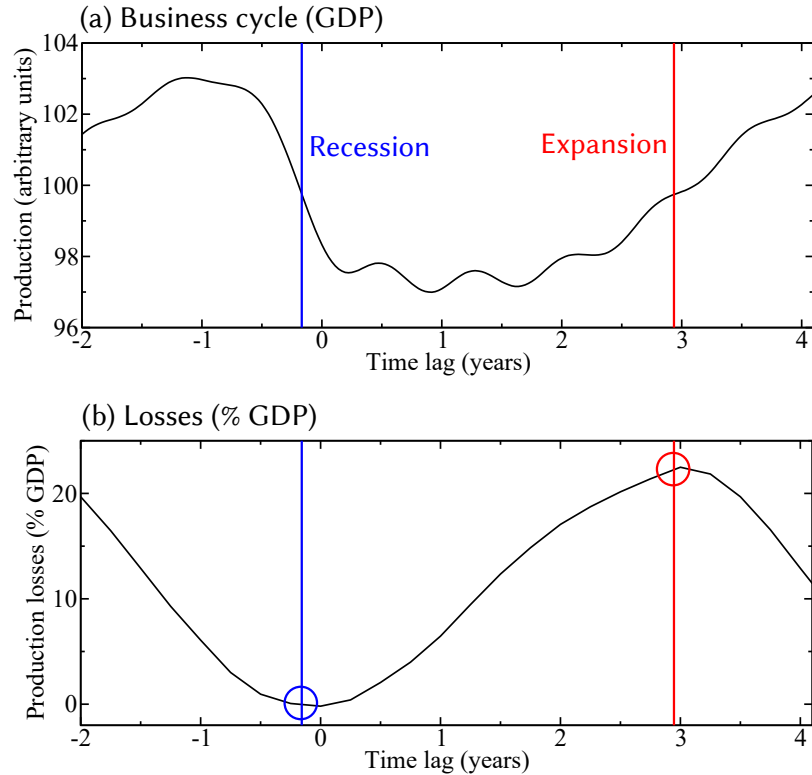 (a) Business cycle (GDP)
104
102
100
98
96
Production (arbitrary units)
Recession
Expansion
-2 -1 0 1 2 3 4
Time lag (years)
(b) Losses (% GDP)
20
10
0
Production losses (% GDP)
-2 -1 0 1 2 3 4
Time lag (years)